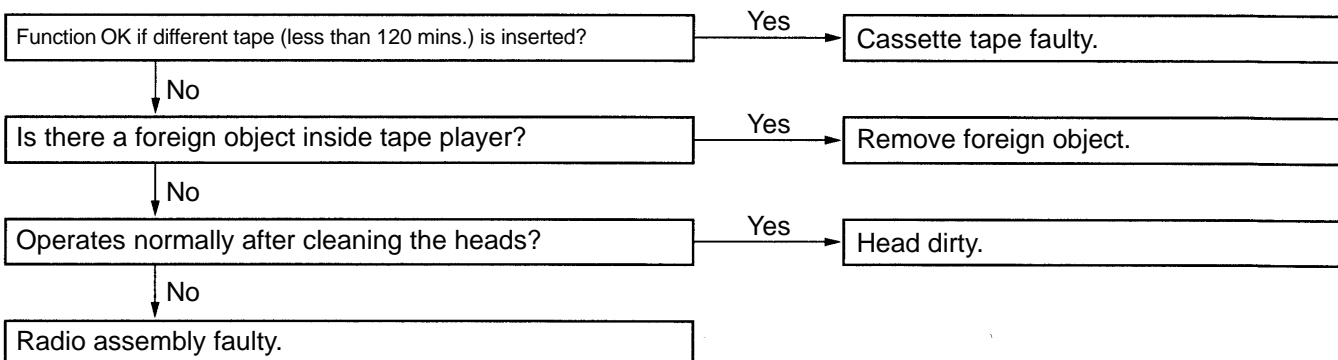 Function OK if different tape (less than 120 mins.) is inserted?
Yes
Cassette tape faulty.
No
Is there a foreign object inside tape player?
Yes
Remove foreign object.
No
Operates normally after cleaning the heads?
Yes
Head dirty.
No
Radio assembly faulty.